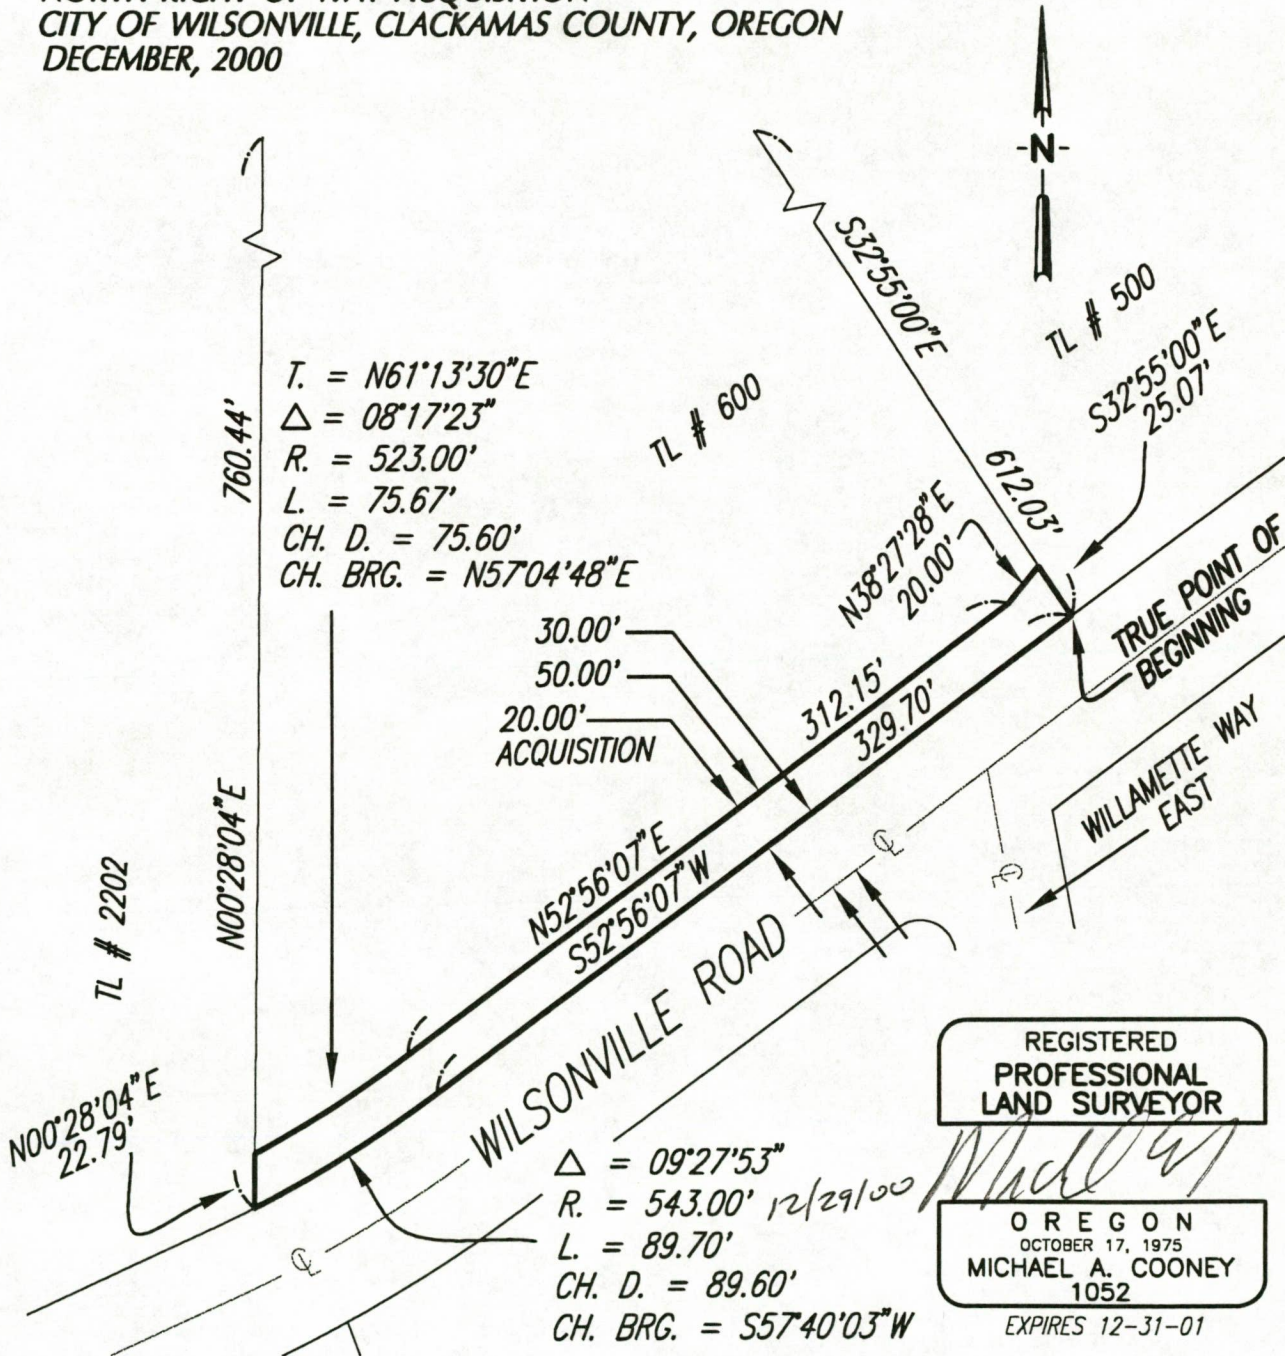 CITY OF WILSONVILLE, CLACKAMAS COUNTY, OREGON
DECEMBER, 2000
-N-
S32°55'00"E
612.03'
TL # 500
S32°55'00"E
25.07'
T. = N61°13'30"E
△ = 08°17'23"
R. = 523.00'
L. = 75.67'
CH. D. = 75.60'
CH. BRG. = N57°04'48"E
760.44'
N00°28'04"E
TL # 600
N38°27'28"E
20.00'
TRUE POINT OF
BEGINNING
30.00'
50.00'
20.00'
ACQUISITION
312.15'
329.70'
N52°56'07"E
S52°56'07"W
WILLAMETTE WAY
EAST
TL # 2202
N00°28'04"E
22.79'
WILSONVILLE ROAD
℄
℄
℄
△ = 09°27'53"
R. = 543.00'
L. = 89.70'
CH. D. = 89.60'
CH. BRG. = S57°40'03"W
12/29/00
REGISTERED
PROFESSIONAL
LAND SURVEYOR
OREGON
OCTOBER 17, 1975
MICHAEL A. COONEY
1052
EXPIRES 12-31-01